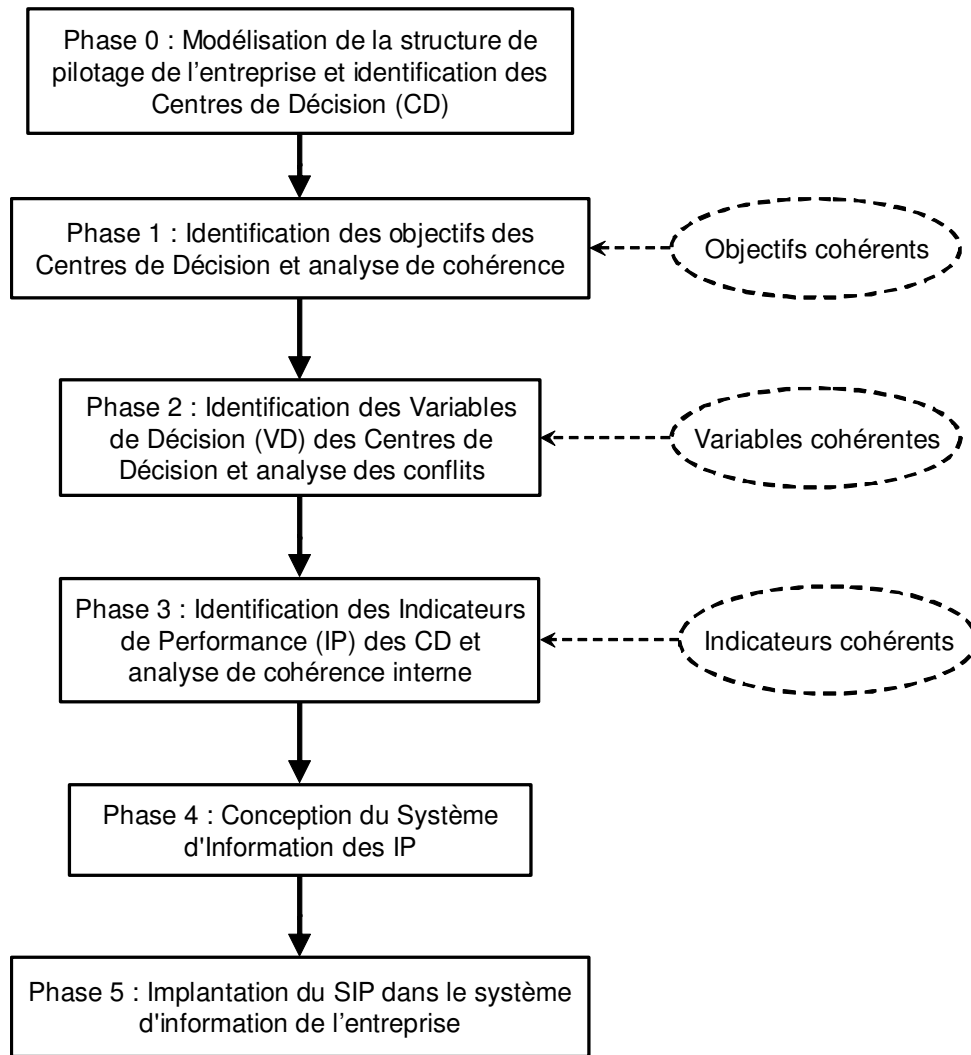 Phase 0 : Modélisation de la structure de
pilotage de l’entreprise et identification des
Centres de Décision (CD)
Phase 1 : Identification des objectifs des
Centres de Décision et analyse de cohérence
Objectifs cohérents
Phase 2 : Identification des Variables
de Décision (VD) des Centres de
Décision et analyse des conflits
Variables cohérentes
Phase 3 : Identification des Indicateurs
de Performance (IP) des CD et
analyse de cohérence interne
Indicateurs cohérents
Phase 4 : Conception du Système
d'Information des IP
Phase 5 : Implantation du SIP dans le système
d'information de l’entreprise